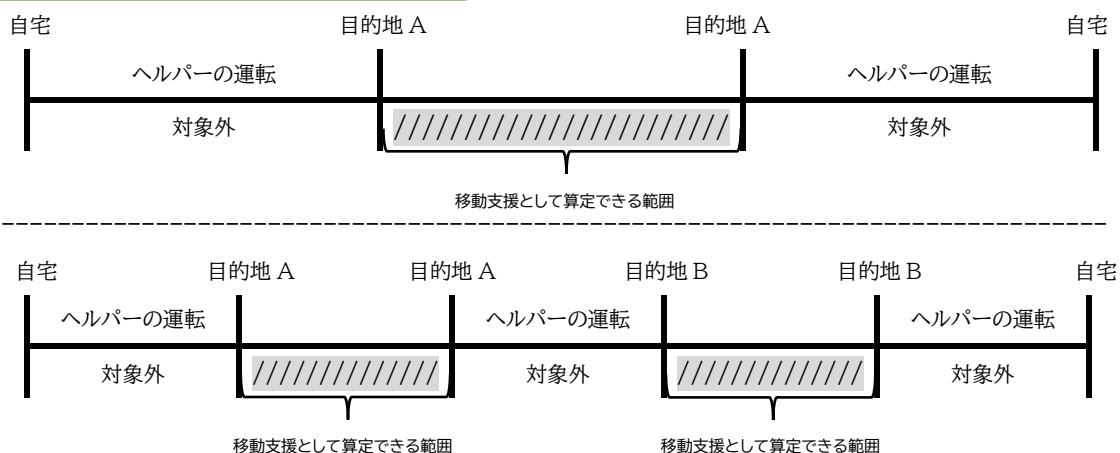 自宅 目的地 A 目的地 A 自宅
ヘルパーの運転 ヘルパーの運転
対象外 //////////////////////// 対象外
移動支援として算定できる範囲
自宅 目的地 A 目的地 A 目的地 B 目的地 B 自宅
ヘルパーの運転 ヘルパーの運転 ヘルパーの運転
対象外 ///////////// 対象外 ///////////// 対象外
移動支援として算定できる範囲 移動支援として算定できる範囲